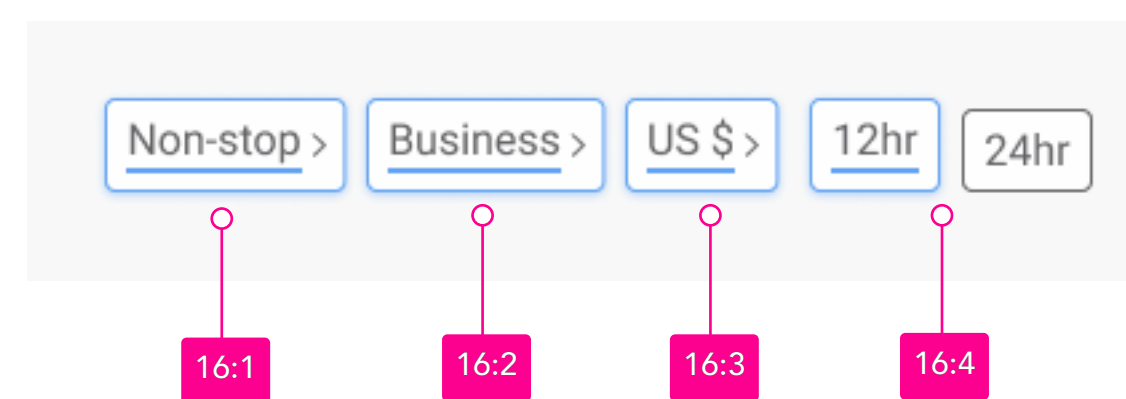 Non-stop >
Business >
US $ >
12hr
24hr
16:1
16:2
16:3
16:4